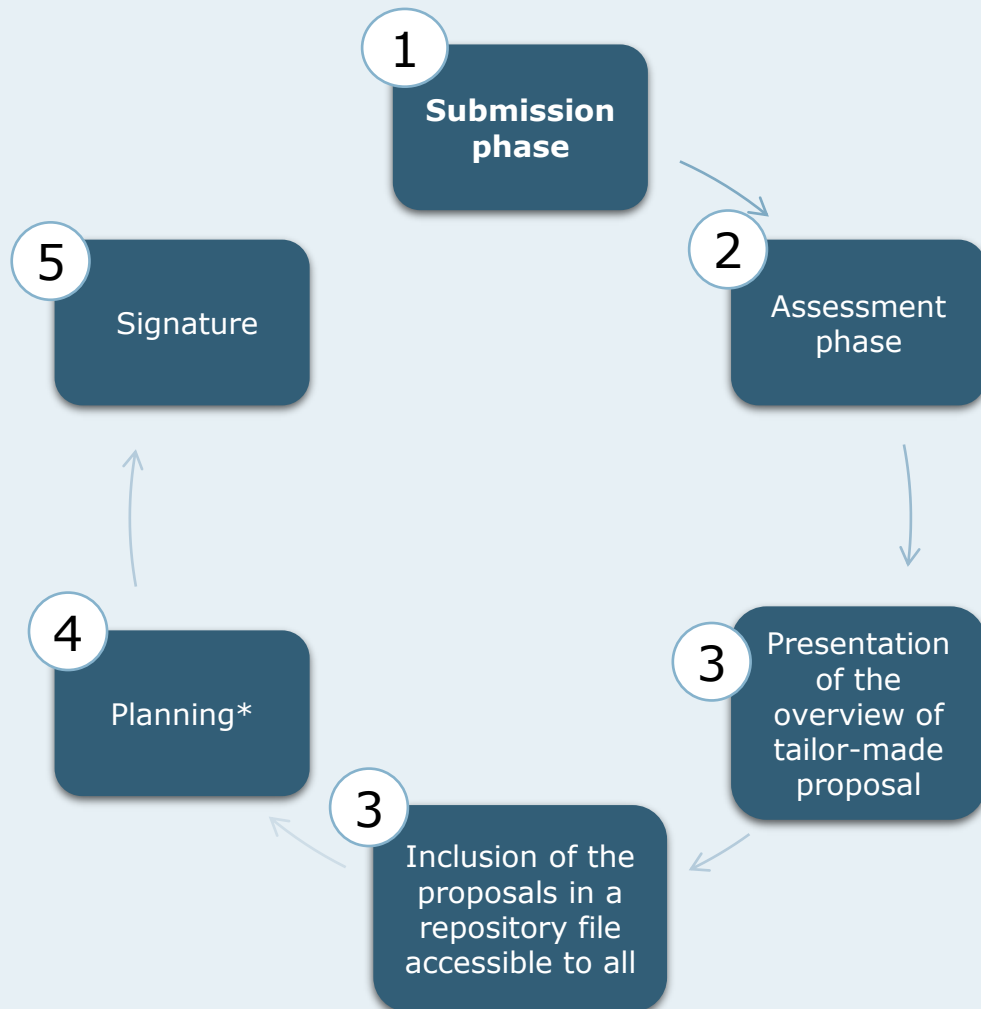 1
Submission
phase
2
Assessment
phase
3
Presentation
of the
overview of
tailor-made
proposal
3
Inclusion of the
proposals in a
repository file
accessible to all
4
Planning*
5
Signature